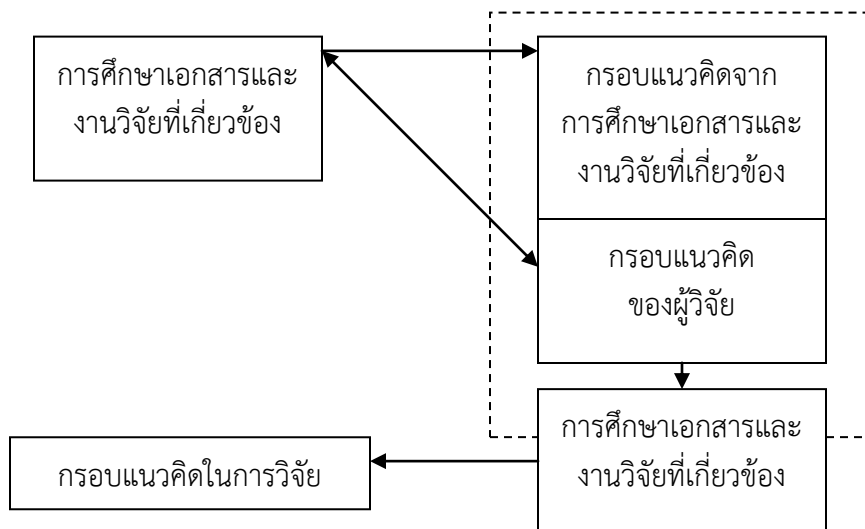 การศึกษาเอกสารและ
งานวิจัยที่เกี่ยวข้อง
กรอบแนวคิดจาก
การศึกษาเอกสารและ
งานวิจัยที่เกี่ยวข้อง
กรอบแนวคิด
ของผู้วิจัย
การศึกษาเอกสารและ
งานวิจัยที่เกี่ยวข้อง
กรอบแนวคิดในการวิจัย